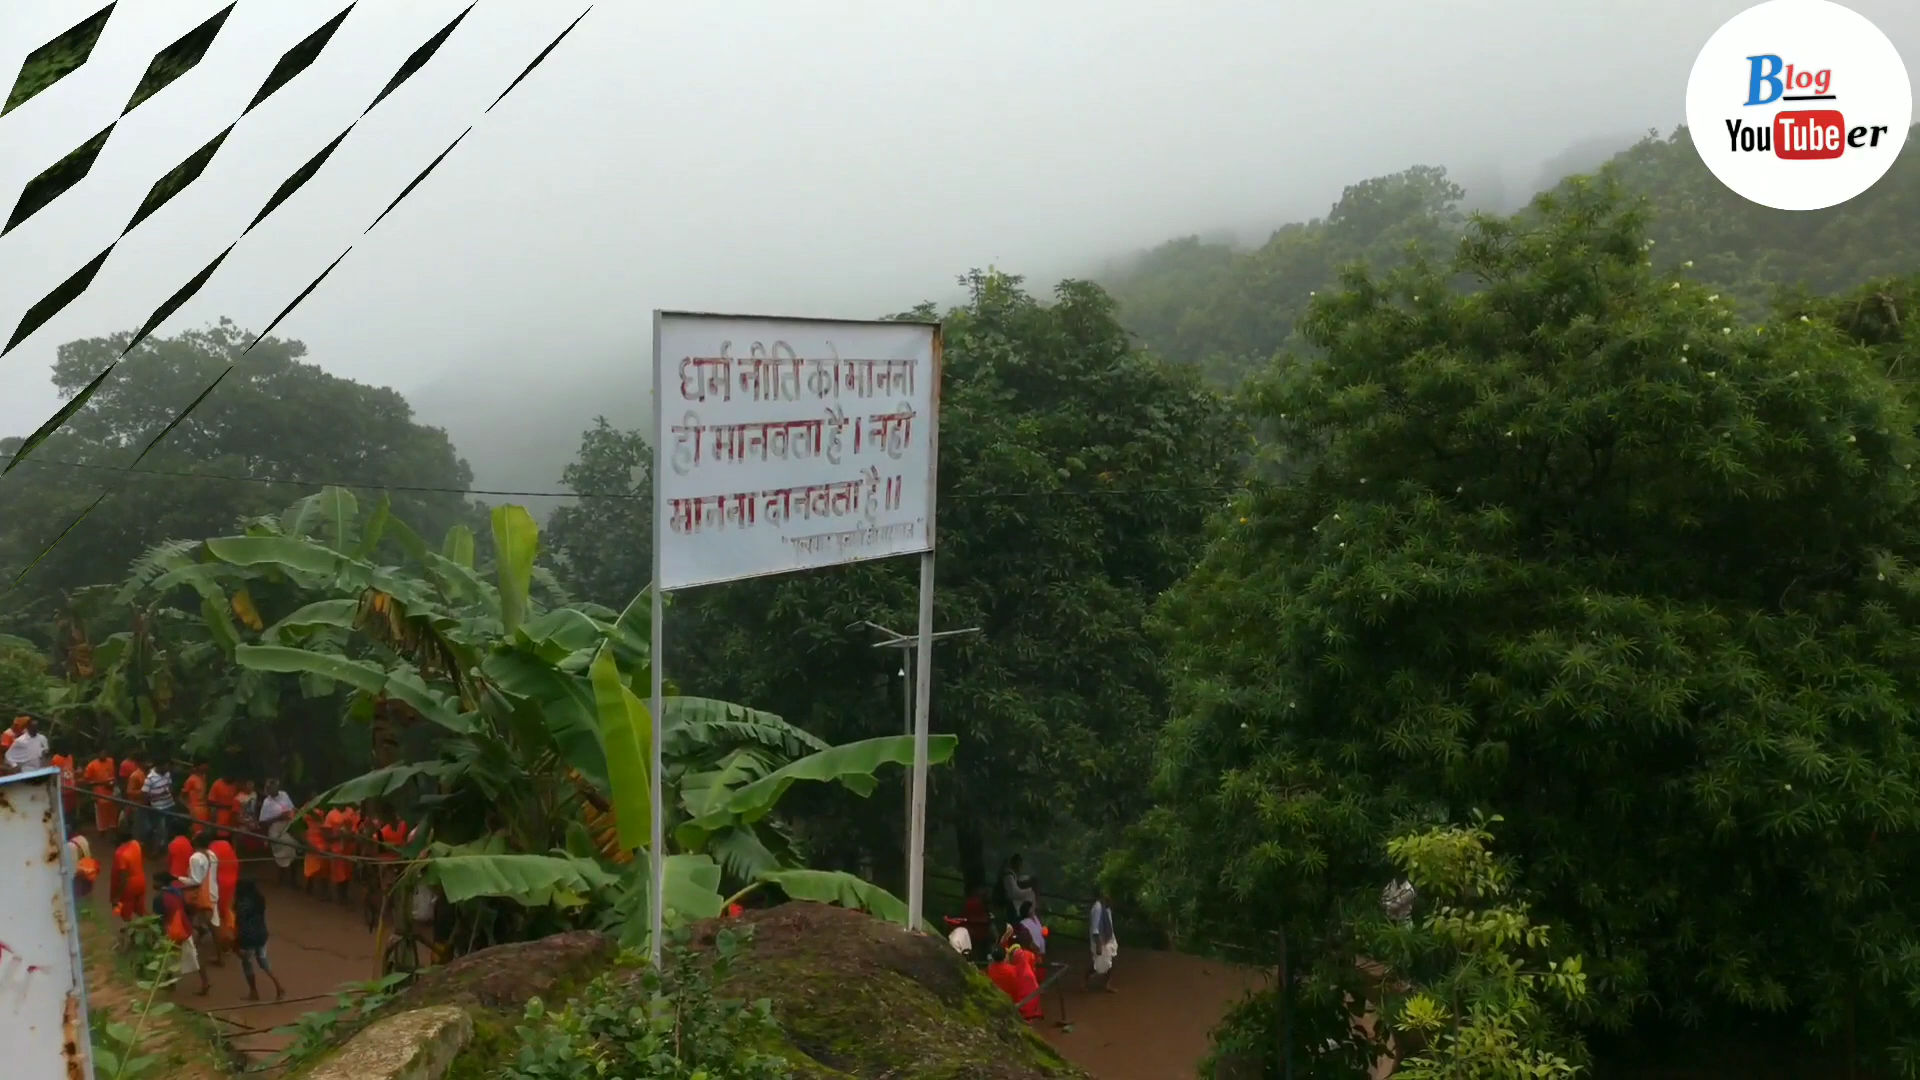 Blog
YouTubeer
धर्म नीति को मानना
ही मानवता है। नही
मानना दानवता है।।